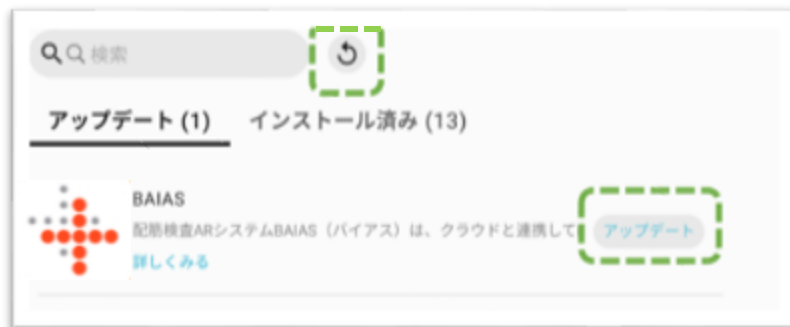 検索
アップデート (1) インストール済み (13)
BAIAS
配筋検査ARシステムBAIAS（バイアス）は、クラウドと連携して
アップデート
詳しくみる